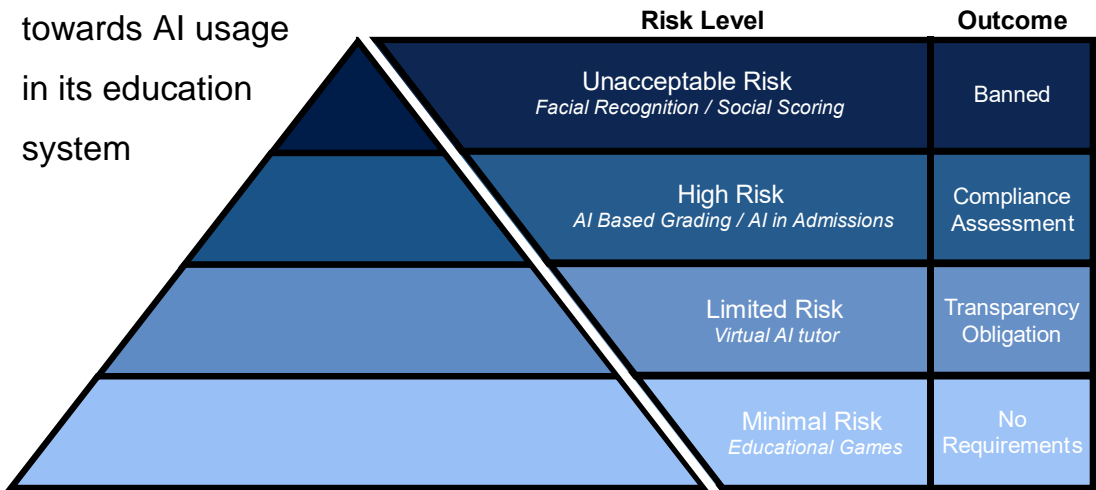 towards AI usage
in its education
system
Risk Level
Outcome
Unacceptable Risk
Facial Recognition / Social Scoring
Banned
High Risk
AI Based Grading / AI in Admissions
Compliance
Assessment
Limited Risk
Virtual AI tutor
Transparency
Obligation
Minimal Risk
Educational Games
No
Requirements